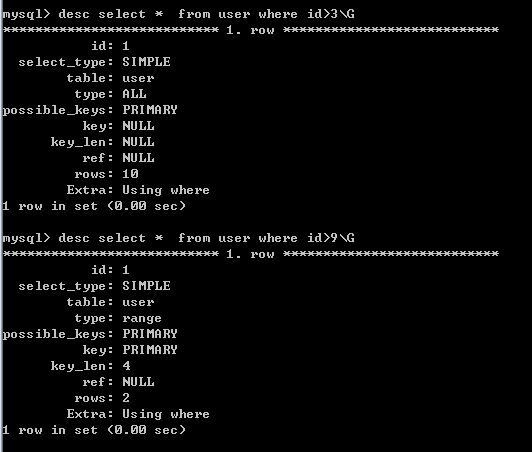 mysql> desc select *  from user where id>3\G
*************************** 1. row ***************************
           id: 1
  select_type: SIMPLE
        table: user
         type: ALL
possible_keys: PRIMARY
          key: NULL
      key_len: NULL
          ref: NULL
         rows: 10
        Extra: Using where
1 row in set (0.00 sec)

mysql> desc select *  from user where id>9\G
*************************** 1. row ***************************
           id: 1
  select_type: SIMPLE
        table: user
         type: range
possible_keys: PRIMARY
          key: PRIMARY
      key_len: 4
          ref: NULL
         rows: 2
        Extra: Using where
1 row in set (0.00 sec)